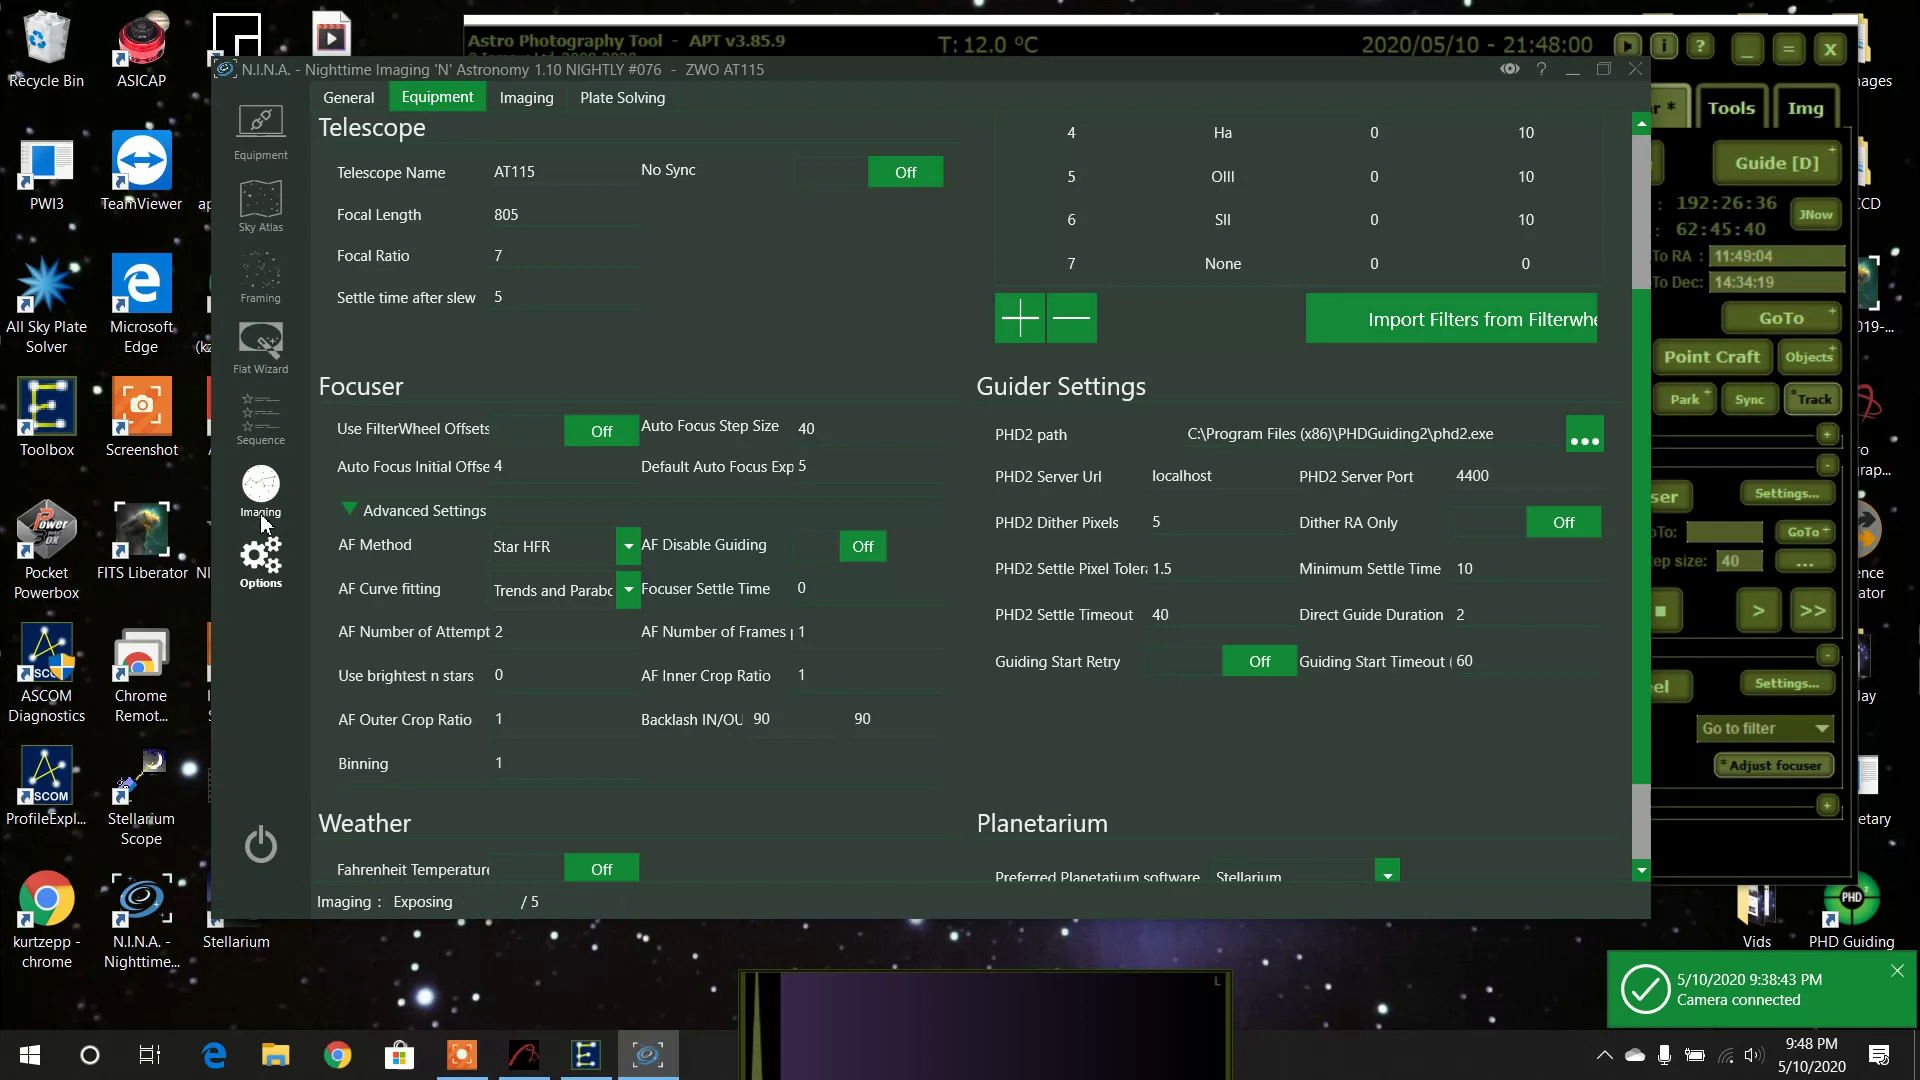 Recycle Bin
ASICAP
PWI3
TeamViewer
All Sky Plate
Solver
Microsoft
Edge
Toolbox
Screenshot
Pocket
Powerbox
FITS Liberator
ASCOM
Diagnostics
Chrome
Remot...
ProfileExpl...
Stellarium
Scope
kurtzepp -
chrome
N.I.N.A. -
Nighttime...
Stellarium
Astro Photography Tool - APT v3.85.9
T: 12.0 °C
2020/05/10 - 21:48:00
N.I.N.A. - Nighttime Imaging 'N' Astronomy 1.10 NIGHTLY #076 - ZWO AT115
General
Equipment
Imaging
Plate Solving
Equipment
Sky Atlas
Framing
Flat Wizard
Sequence
Imaging
Options
Telescope
Telescope Name AT115
No Sync Off
Focal Length 805
Focal Ratio 7
Settle time after slew 5
4 Ha 0 10
5 OIII 0 10
6 SII 0 10
7 None 0 0
Import Filters from Filterwhe
Focuser
Use FilterWheel Offsets Off
Auto Focus Step Size 40
Auto Focus Initial Offse 4
Default Auto Focus Exp 5
Advanced Settings
AF Method Star HFR
AF Disable Guiding Off
AF Curve fitting Trends and Parabo
Focuser Settle Time 0
AF Number of Attempt 2
AF Number of Frames 1
Use brightest n stars 0
AF Inner Crop Ratio 1
AF Outer Crop Ratio 1
Backlash IN/OU 90 90
Binning 1
Guider Settings
PHD2 path C:\Program Files (x86)\PHDGuiding2\phd2.exe ...
PHD2 Server Url localhost
PHD2 Server Port 4400
PHD2 Dither Pixels 5
Dither RA Only Off
PHD2 Settle Pixel Toler 1.5
Minimum Settle Time 10
PHD2 Settle Timeout 40
Direct Guide Duration 2
Guiding Start Retry Off
Guiding Start Timeout ( 60
Weather
Fahrenheit Temperature Off
Planetarium
Preferred Planetatium software Stellarium
Imaging : Exposing / 5
Tools
Img
Guide [D]
: 192:26:36
JNow
: 62:45:40
To RA : 11:49:04
To Dec: 14:34:19
GoTo
Point Craft
Objects
Park
Sync
*Track
Settings...
GoTo
step size: 40
...
>
>>
Settings...
Go to filter
*Adjust focuser
Vids
PHD
PHD Guiding
5/10/2020 9:38:43 PM
Camera connected
L
9:48 PM
5/10/2020